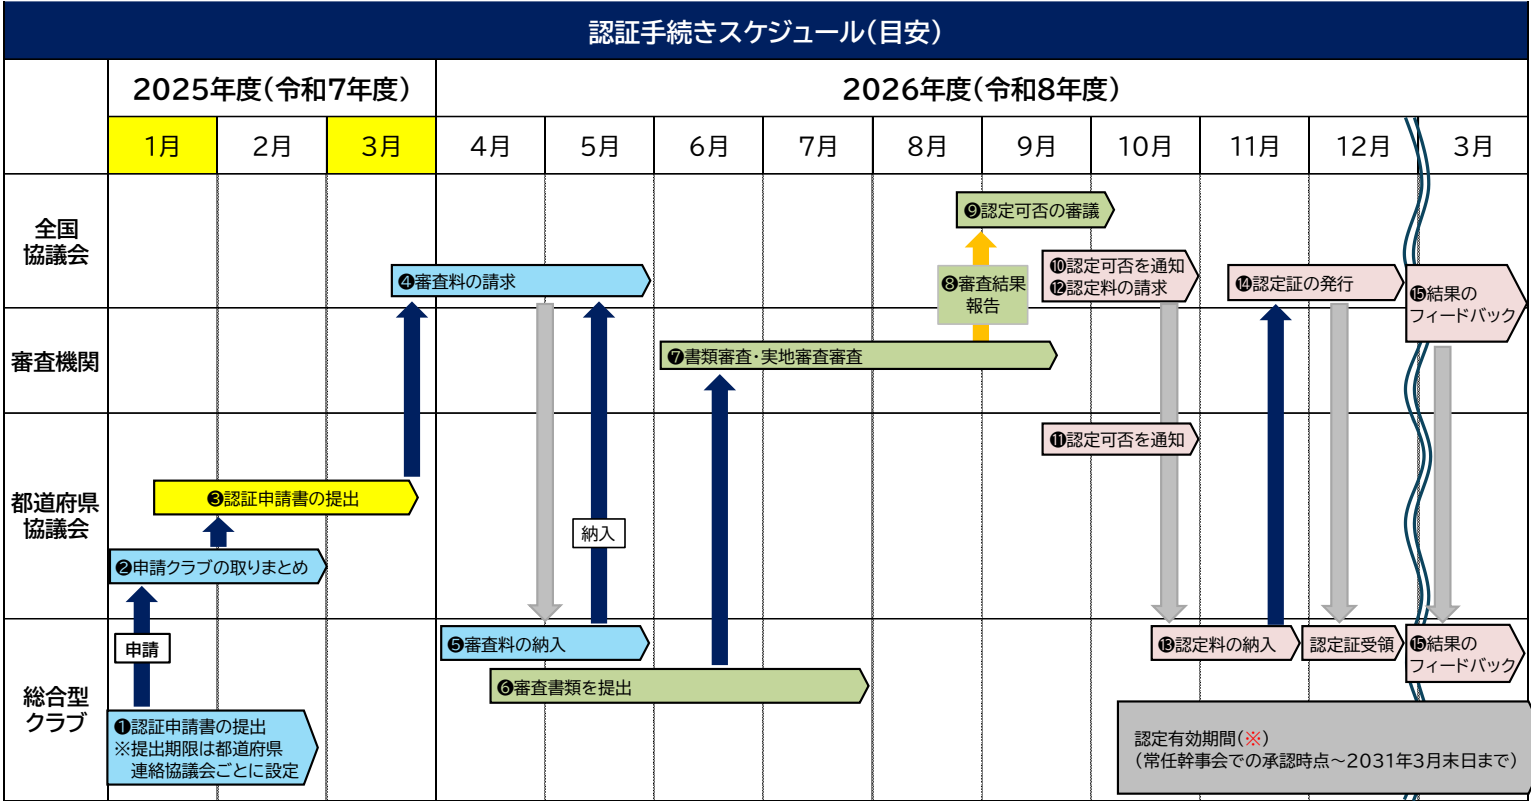 認証手続きスケジュール(目安)
2025年度(令和7年度)
2026年度(令和8年度)
1月
2月
3月
4月
5月
6月
7月
8月
9月
10月
11月
12月
3月
全国
協議会
❾認定可否の審議
❹審査料の請求
❽審査結果
報告
❿認定可否を通知
⓬認定料の請求
⓮認定証の発行
⓯結果の
フィードバック
審査機関
❼書類審査・実地審査審査
都道府県
協議会
⓫認定可否を通知
❸認証申請書の提出
納入
❷申請クラブの取りまとめ
申請
総合型
クラブ
❺審査料の納入
⓭認定料の納入
認定証受領
⓯結果の
フィードバック
❻審査書類を提出
❶認証申請書の提出
※提出期限は都道府県
連絡協議会ごとに設定
認定有効期間(※)
(常任幹事会での承認時点~2031年3月末日まで)